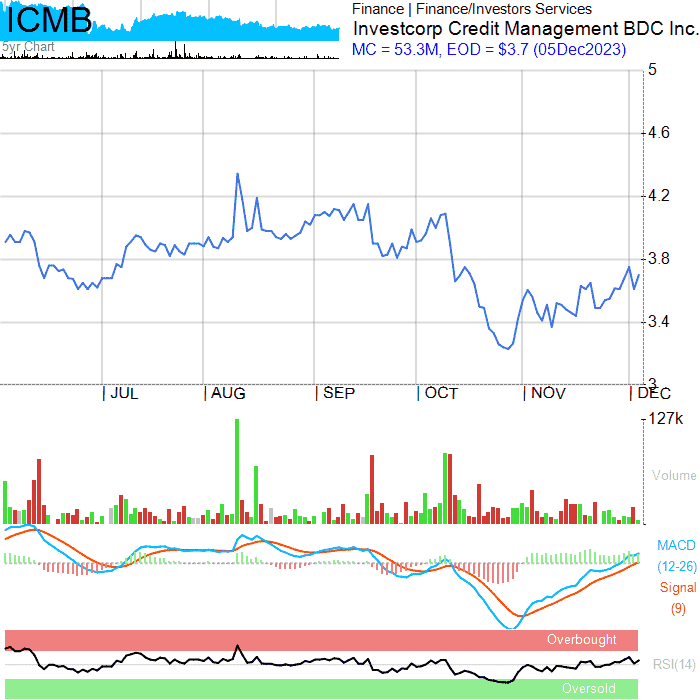 ICMB
5yr Chart
Finance | Finance/Investors Services
Investcorp Credit Management BDC Inc.
MC = 53.3M, EOD = $3.7 (05Dec2023)
5
4.6
4.2
3.8
3.4
3
| JUL | AUG | SEP | OCT | NOV | DEC
127k
Volume
MACD
(12-26)
Signal
(9)
Overbought
RSI(14)
Oversold